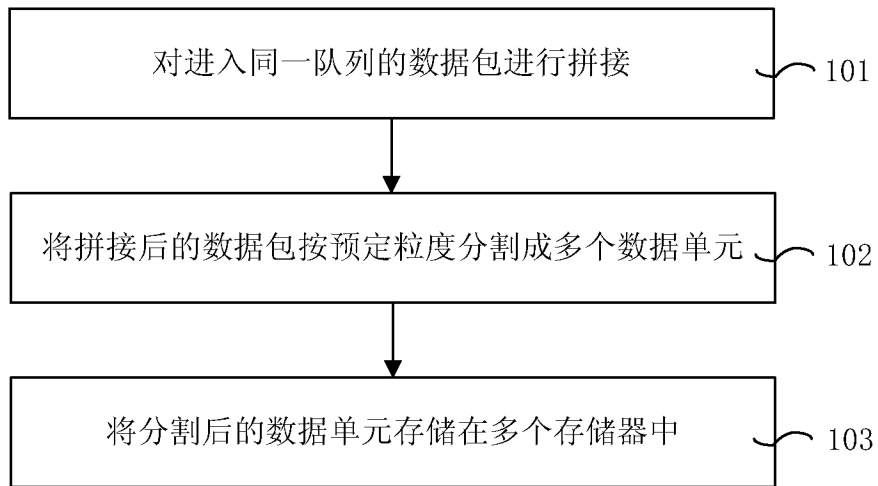 对进入同一队列的数据包进行拼接
101
将拼接后的数据包按预定粒度分割成多个数据单元
102
将分割后的数据单元存储在多个存储器中
103